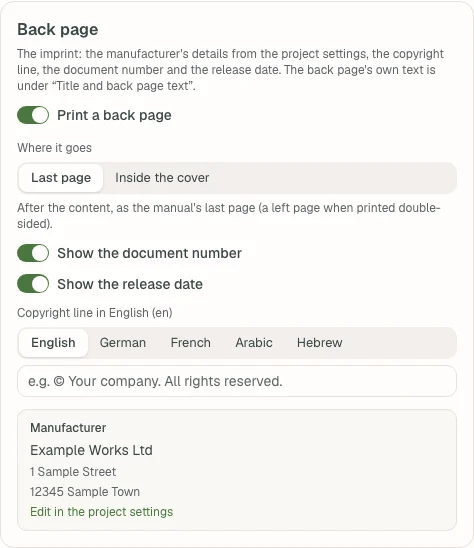 Back page
The imprint: the manufacturer's details from the project settings, the copyright
line, the document number and the release date. The back page's own text is
under “Title and back page text”.
Print a back page
Where it goes
Last page
Inside the cover
After the content, as the manual's last page (a left page when printed double-
sided).
Show the document number
Show the release date
Copyright line in English (en)
English
German
French
Arabic
Hebrew
e.g. © Your company. All rights reserved.
Manufacturer
Example Works Ltd
1 Sample Street
12345 Sample Town
Edit in the project settings